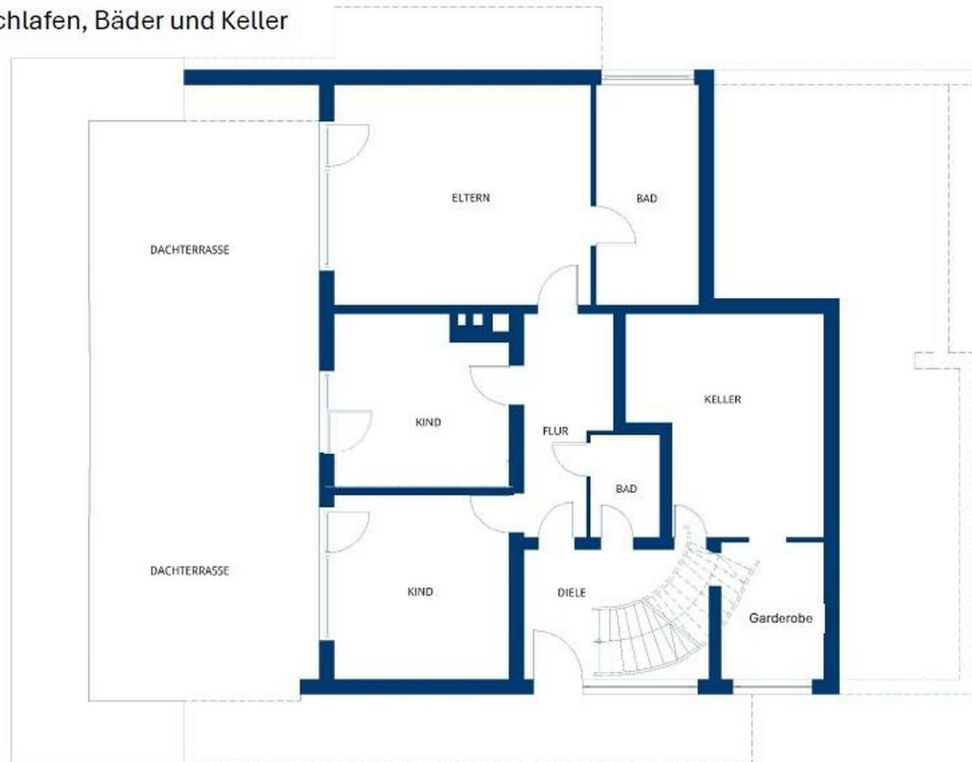 chlafen, Bäder und Keller
ELTERN
BAD
DACHTERRASSE
KELLER
KIND
FLUR
BAD
DACHTERRASSE
KIND
DIELE
Garderobe